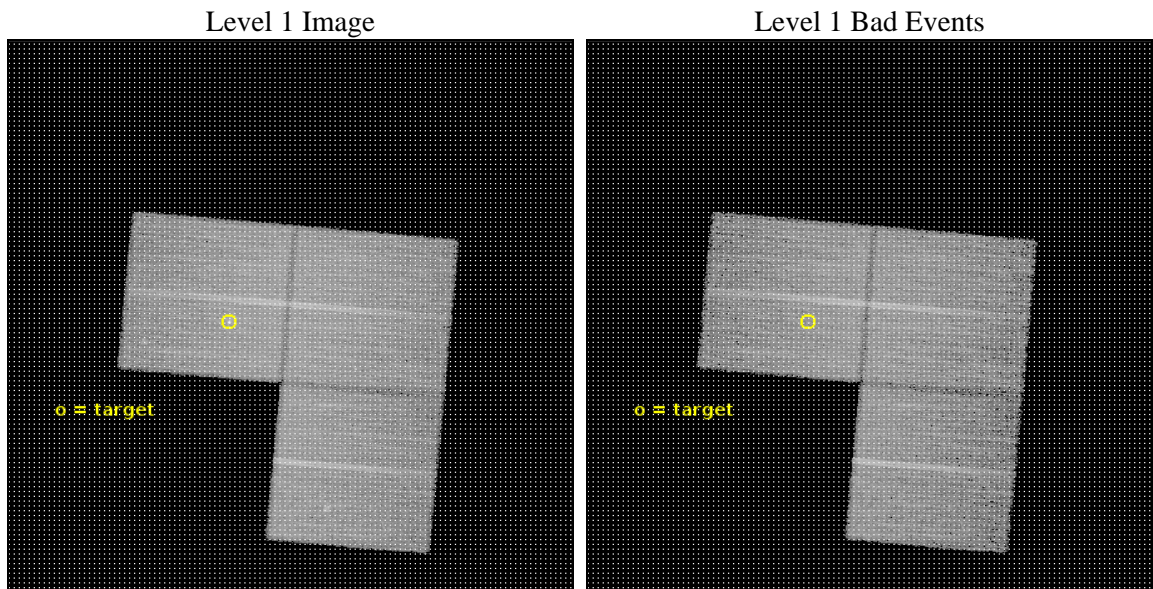 Level 1 Image
Level 1 Bad Events
o = target
o = target